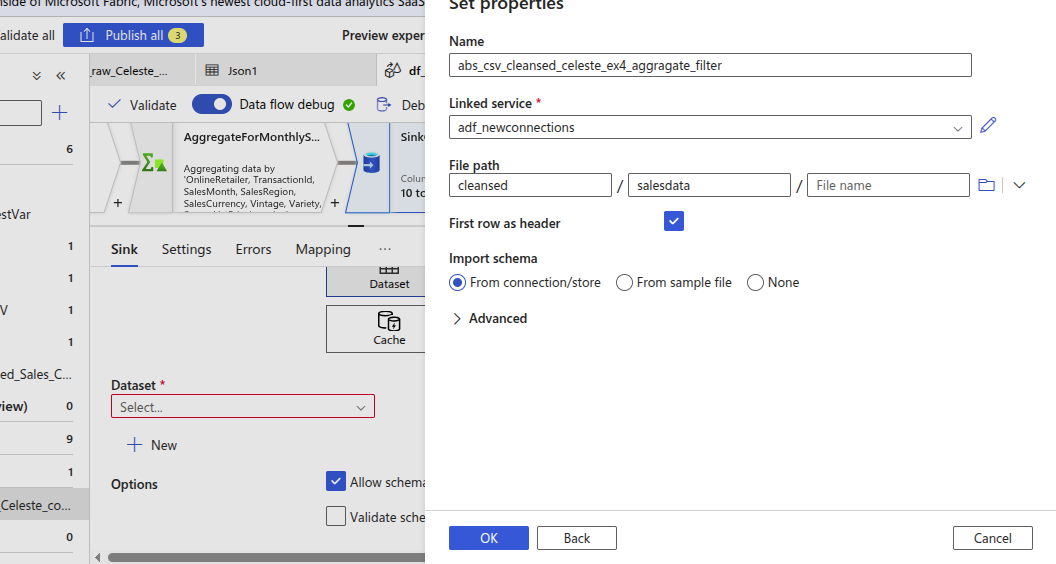 nside of Microsoft Fabric, Microsoft's newest cloud-first data analytics SaaS
alidate all
Publish all 3
Preview exper
_raw_Celeste_...
Json1
df_
Validate
Data flow debug
Deb
6
estVar
1
1
V
1
1
ed_Sales_C...
iew)
0
9
1
_Celeste_co...
0
AggregateForMonthlyS...
Aggregating data by
'OnlineRetailer, TransactionId,
SalesMonth, SalesRegion,
SalesCurrency, Vintage, Variety,
+
+
Sink
Colum
10 to
Sink
Settings
Errors
Mapping
...
Dataset
Cache
Dataset *
Select...
+ New
Options
Allow schema
Validate sche
Set properties
Name
abs_csv_cleansed_celeste_ex4_aggragate_filter
Linked service *
adf_newconnections
File path
cleansed / salesdata / File name
First row as header
Import schema
From connection/store
From sample file
None
Advanced
OK
Back
Cancel